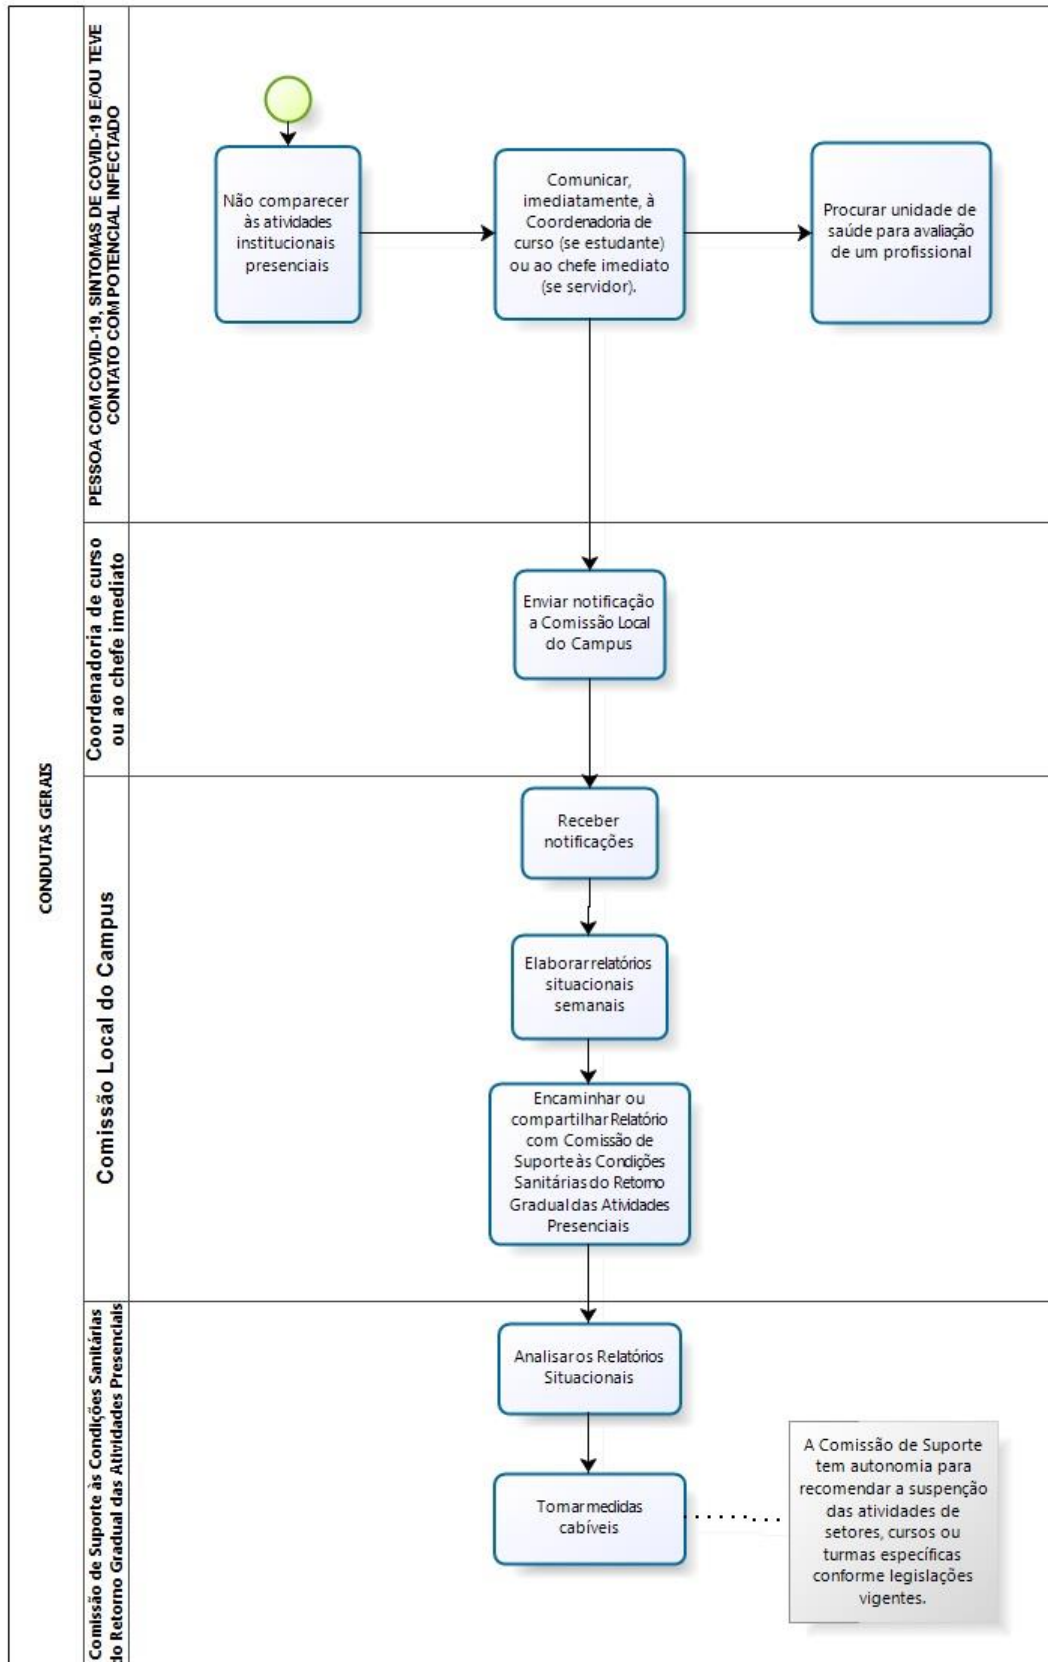 CONDUTAS GERAIS
PESSOA COM COVID-19, SINTOMAS DE COVID-19 E/OU TEVE
CONTATO COM POTENCIAL INFECTADO
Não comparecer
às atividades
institucionais
presenciais
Comunicar,
imediatamente, à
Coordenadoria de
curso (se estudante)
ou ao chefe imediato
(se servidor).
Procurar unidade de
saúde para avaliação
de um profissional
Coordenadoria de curso
ou ao chefe imediato
Enviar notificação
a Comissão Local
do Campus
Comissão Local do Campus
Receber
notificações
Elaborar relatórios
situacionais
semanais
Encaminhar ou
compartilhar Relatório
com Comissão de
Suporte às Condições
Sanitárias do Retorno
Gradual das Atividades
Presenciais
Comissão de Suporte às Condições Sanitárias
do Retorno Gradual das Atividades Presenciais
Analisar os Relatórios
Situacionais
Tomar medidas
cabíveis
A Comissão de Suporte
tem autonomia para
recomendar a suspenção
das atividades de
setores, cursos ou
turmas específicas
conforme legislações
vigentes.